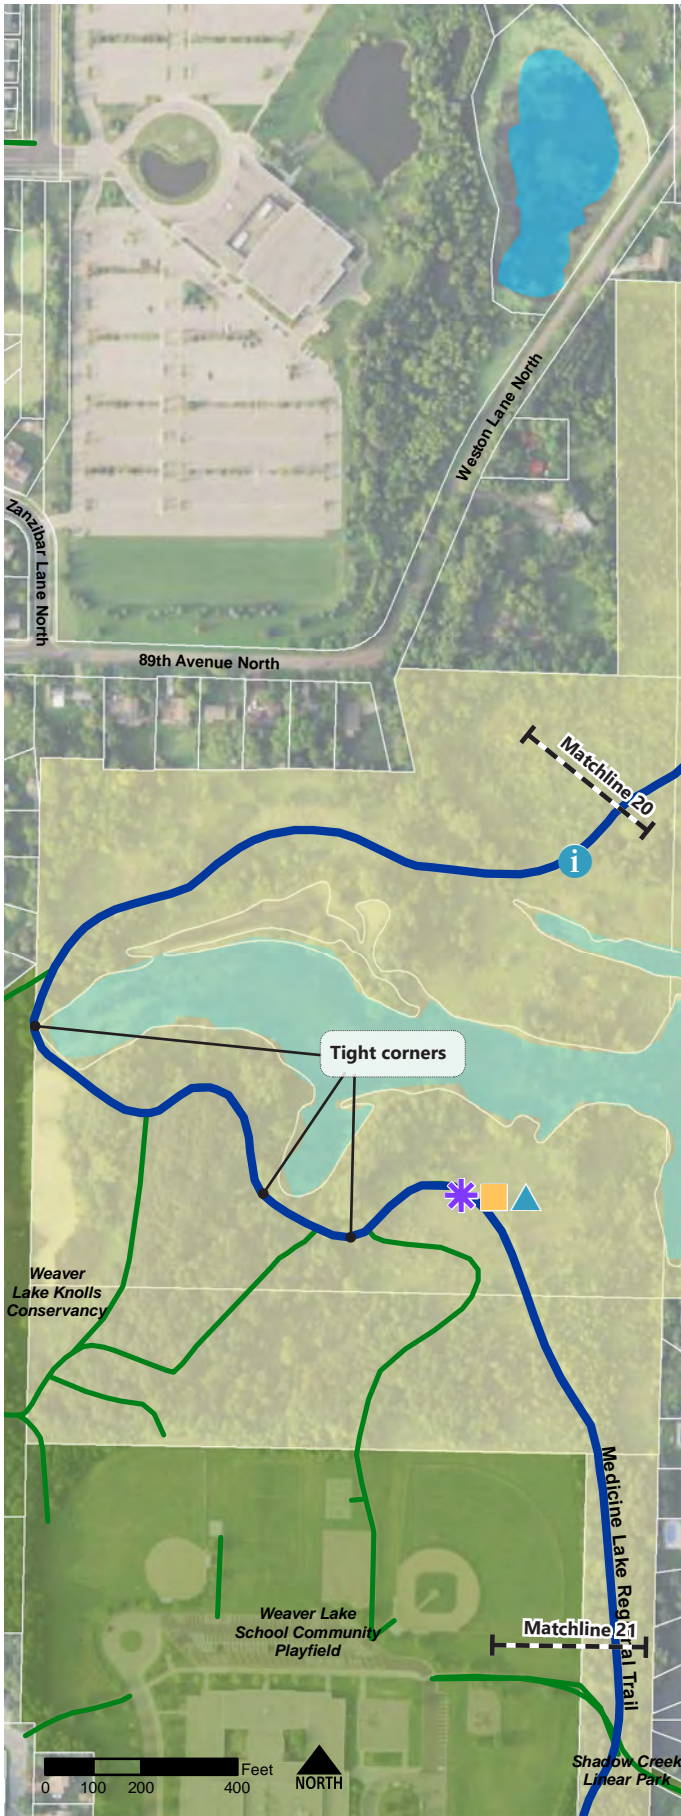 Weston Lane North
Zanzibar Lane North
89th Avenue North
Matchline 20
i
Tight corners
Weaver
Lake Knolls
Conservancy
Medicine Lake Regional Trail
Weaver Lake
School Community
Playfield
Matchline 21
Shadow Creek
Linear Park
Feet
0 100 200 400
NORTH